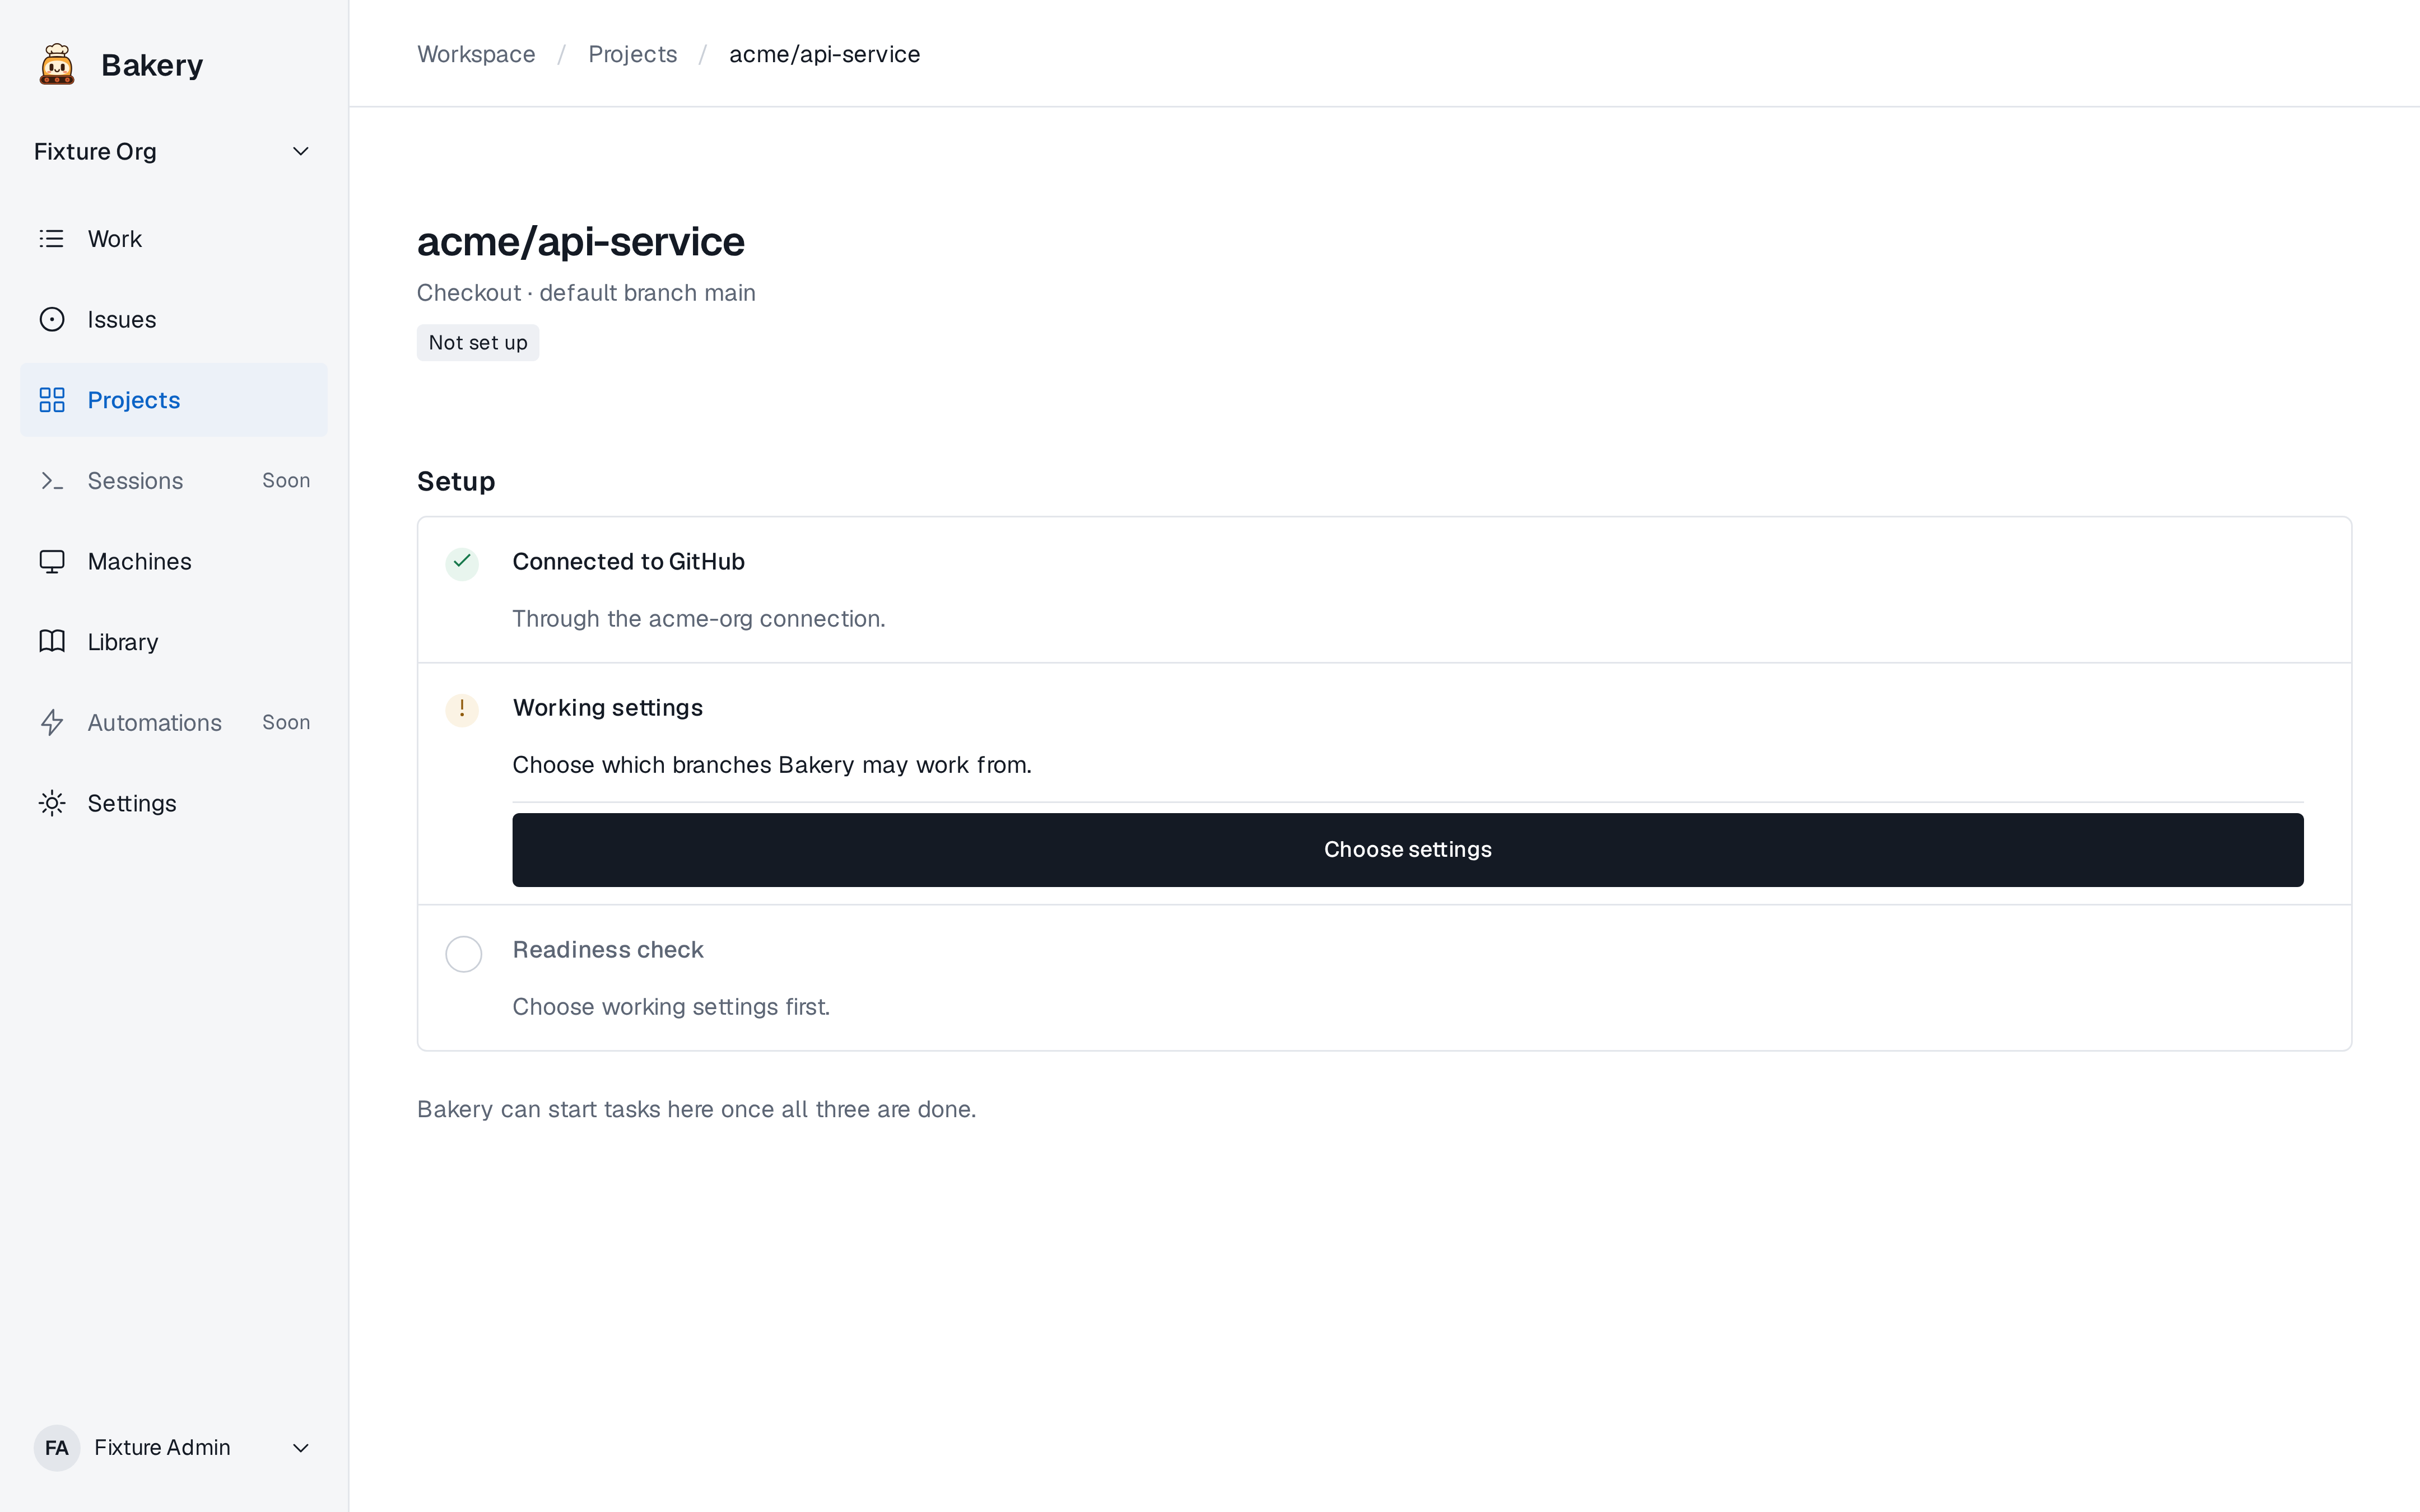 Bakery
Fixture Org
Work
Issues
Projects
Sessions Soon
Machines
Library
Automations Soon
Settings
FA Fixture Admin
Workspace / Projects / acme/api-service
acme/api-service
Checkout · default branch main
Not set up
Setup
Connected to GitHub
Through the acme-org connection.
! Working settings
Choose which branches Bakery may work from.
Choose settings
Readiness check
Choose working settings first.
Bakery can start tasks here once all three are done.